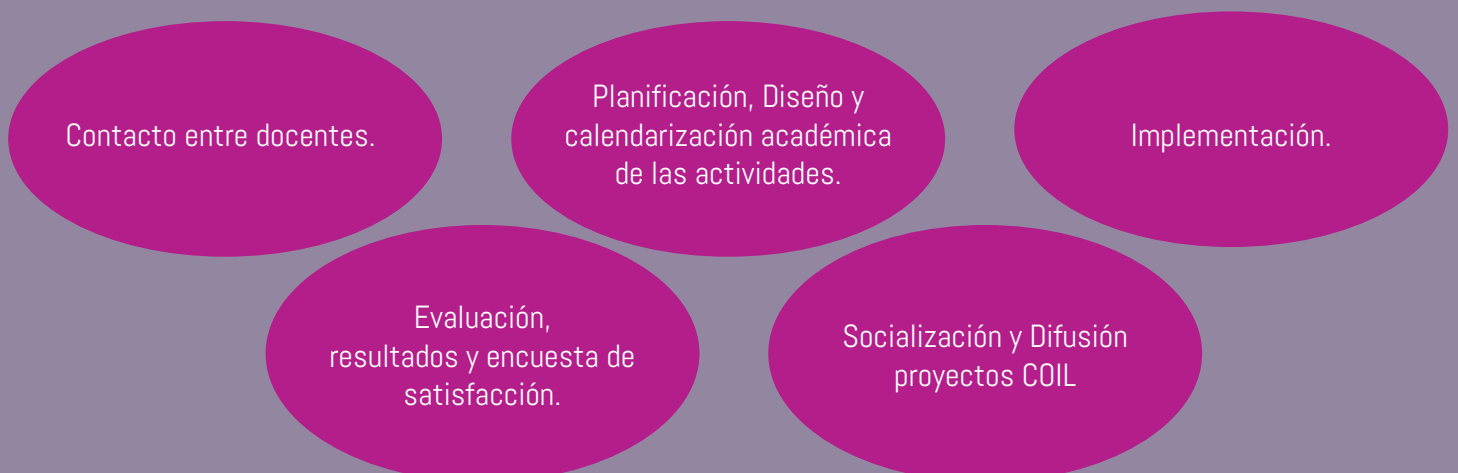 Contacto entre docentes.
Planificación, Diseño y
calendarización académica
de las actividades.
Implementación.
Evaluación,
resultados y encuesta de
satisfacción.
Socialización y Difusión
proyectos COIL